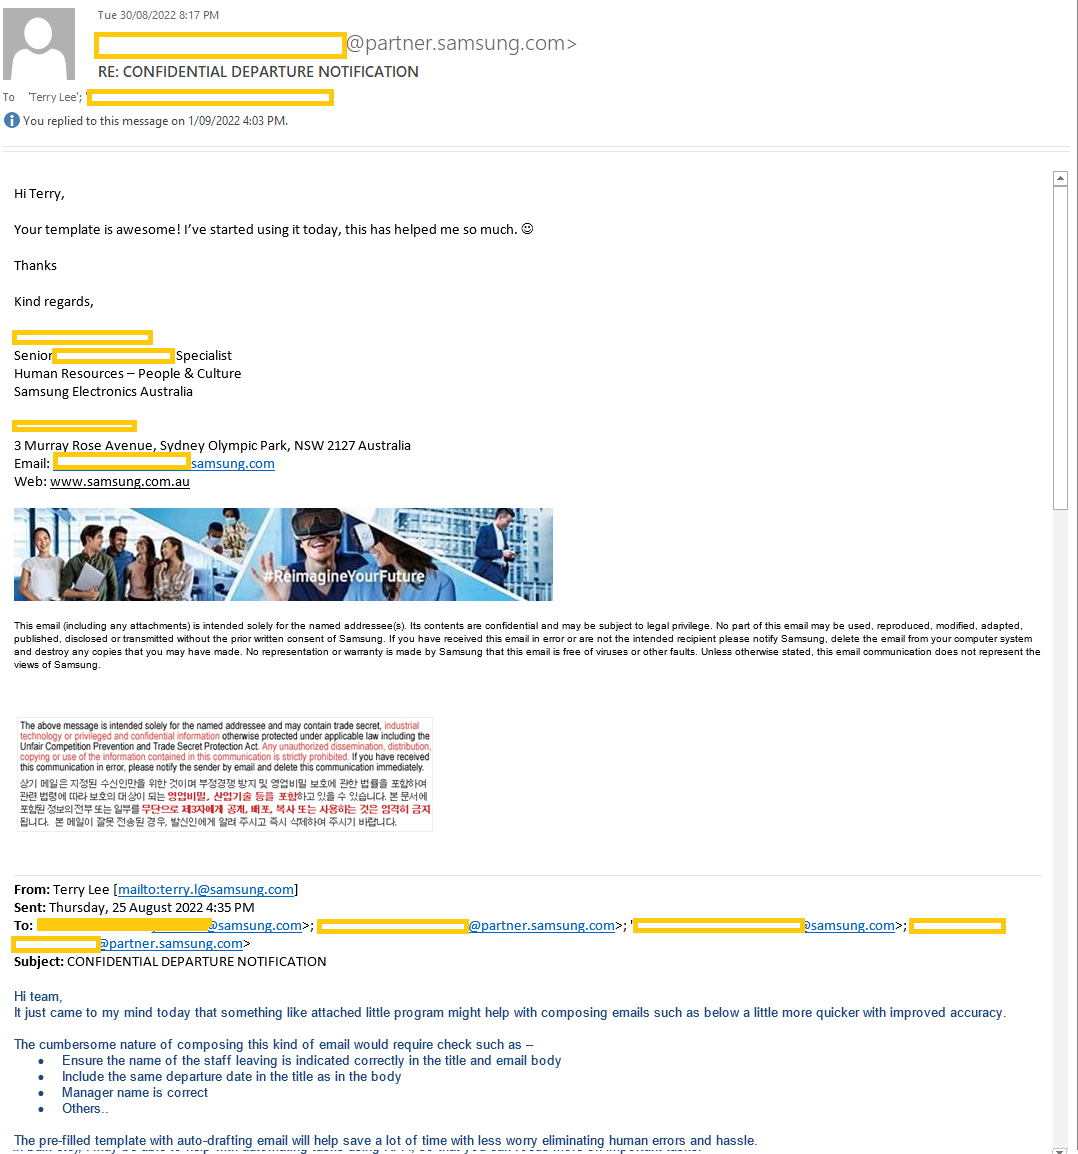 Tue 30/08/2022 8:17 PM
@partner.samsung.com>
RE: CONFIDENTIAL DEPARTURE NOTIFICATION
To 'Terry Lee'; '
You replied to this message on 1/09/2022 4:03 PM.
Hi Terry,
Your template is awesome! I've started using it today, this has helped me so much. ☺
Thanks
Kind regards,
Senior Specialist
Human Resources – People & Culture
Samsung Electronics Australia
3 Murray Rose Avenue, Sydney Olympic Park, NSW 2127 Australia
Email: samsung.com
Web: www.samsung.com.au
#ReimagineYourFuture
This email (including any attachments) is intended solely for the named addressee(s). Its contents are confidential and may be subject to legal privilege. No part of this email may be used, reproduced, modified, adapted,
published, disclosed or transmitted without the prior written consent of Samsung. If you have received this email in error or are not the intended recipient please notify Samsung, delete the email from your computer system
and destroy any copies that you may have made. No representation or warranty is made by Samsung that this email is free of viruses or other faults. Unless otherwise stated, this email communication does not represent the
views of Samsung.
The above message is intended solely for the named addressee and may contain trade secret, industrial
technology or privileged and confidential information otherwise protected under applicable law including the
Unfair Competition Prevention and Trade Secret Protection Act. Any unauthorized dissemination, distribution,
copying or use of the information contained in this communication is strictly prohibited. If you have received
this communication in error, please notify the sender by email and delete this communication immediately.
상기 메일은 지정된 수신인만을 위한 것이며 부정경쟁 방지 및 영업비밀 보호에 관한 법률을 포함하여
관련 법령에 따라 보호의 대상이 되는 영업비밀, 산업기술 등을 포함하고 있을 수 있습니다. 본 문서에
포함된 정보의 전부 또는 일부를 무단으로 제3자에게 공개, 배포, 복사 또는 사용하는 것은 엄격히 금지
됩니다. 본 메일이 잘못 전송된 경우, 발신인에게 알려 주시고 즉시 삭제하여 주시기 바랍니다.
From: Terry Lee [mailto:terry.l@samsung.com]
Sent: Thursday, 25 August 2022 4:35 PM
To: @samsung.com>; @partner.samsung.com>; ' @samsung.com>;
@partner.samsung.com>
Subject: CONFIDENTIAL DEPARTURE NOTIFICATION
Hi team,
It just came to my mind today that something like attached little program might help with composing emails such as below a little more quicker with improved accuracy.
The cumbersome nature of composing this kind of email would require check such as –
• Ensure the name of the staff leaving is indicated correctly in the title and email body
• Include the same departure date in the title as in the body
• Manager name is correct
• Others..
The pre-filled template with auto-drafting email will help save a lot of time with less worry eliminating human errors and hassle.